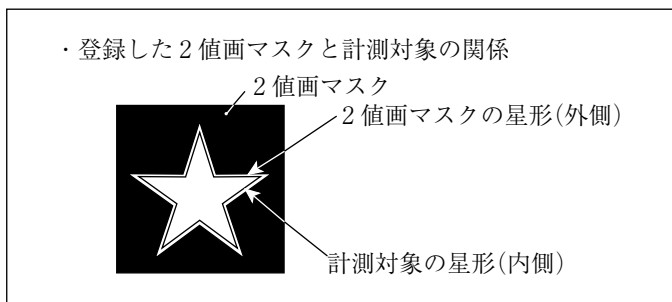 ・登録した２値画マスクと計測対象の関係
２値画マスク
２値画マスクの星形(外側)
計測対象の星形(内側)